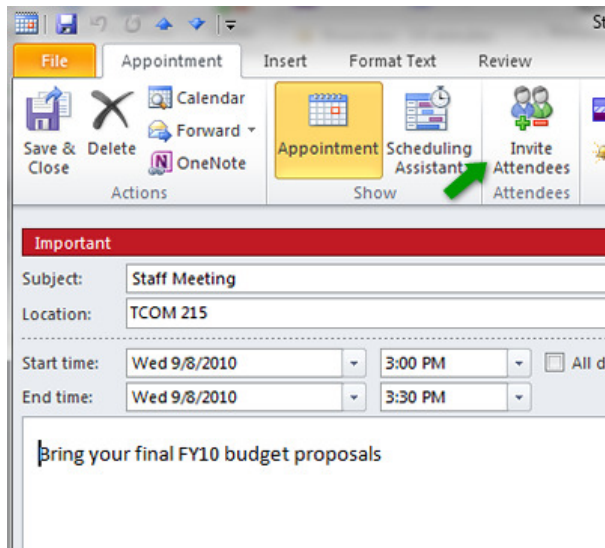 St
File Appointment Insert Format Text Review
Save & Close Delete Calendar Forward OneNote Appointment Scheduling Assistant Invite Attendees
Actions Show Attendees
Important
Subject: Staff Meeting
Location: TCOM 215
Start time: Wed 9/8/2010 3:00 PM All d
End time: Wed 9/8/2010 3:30 PM
Bring your final FY10 budget proposals